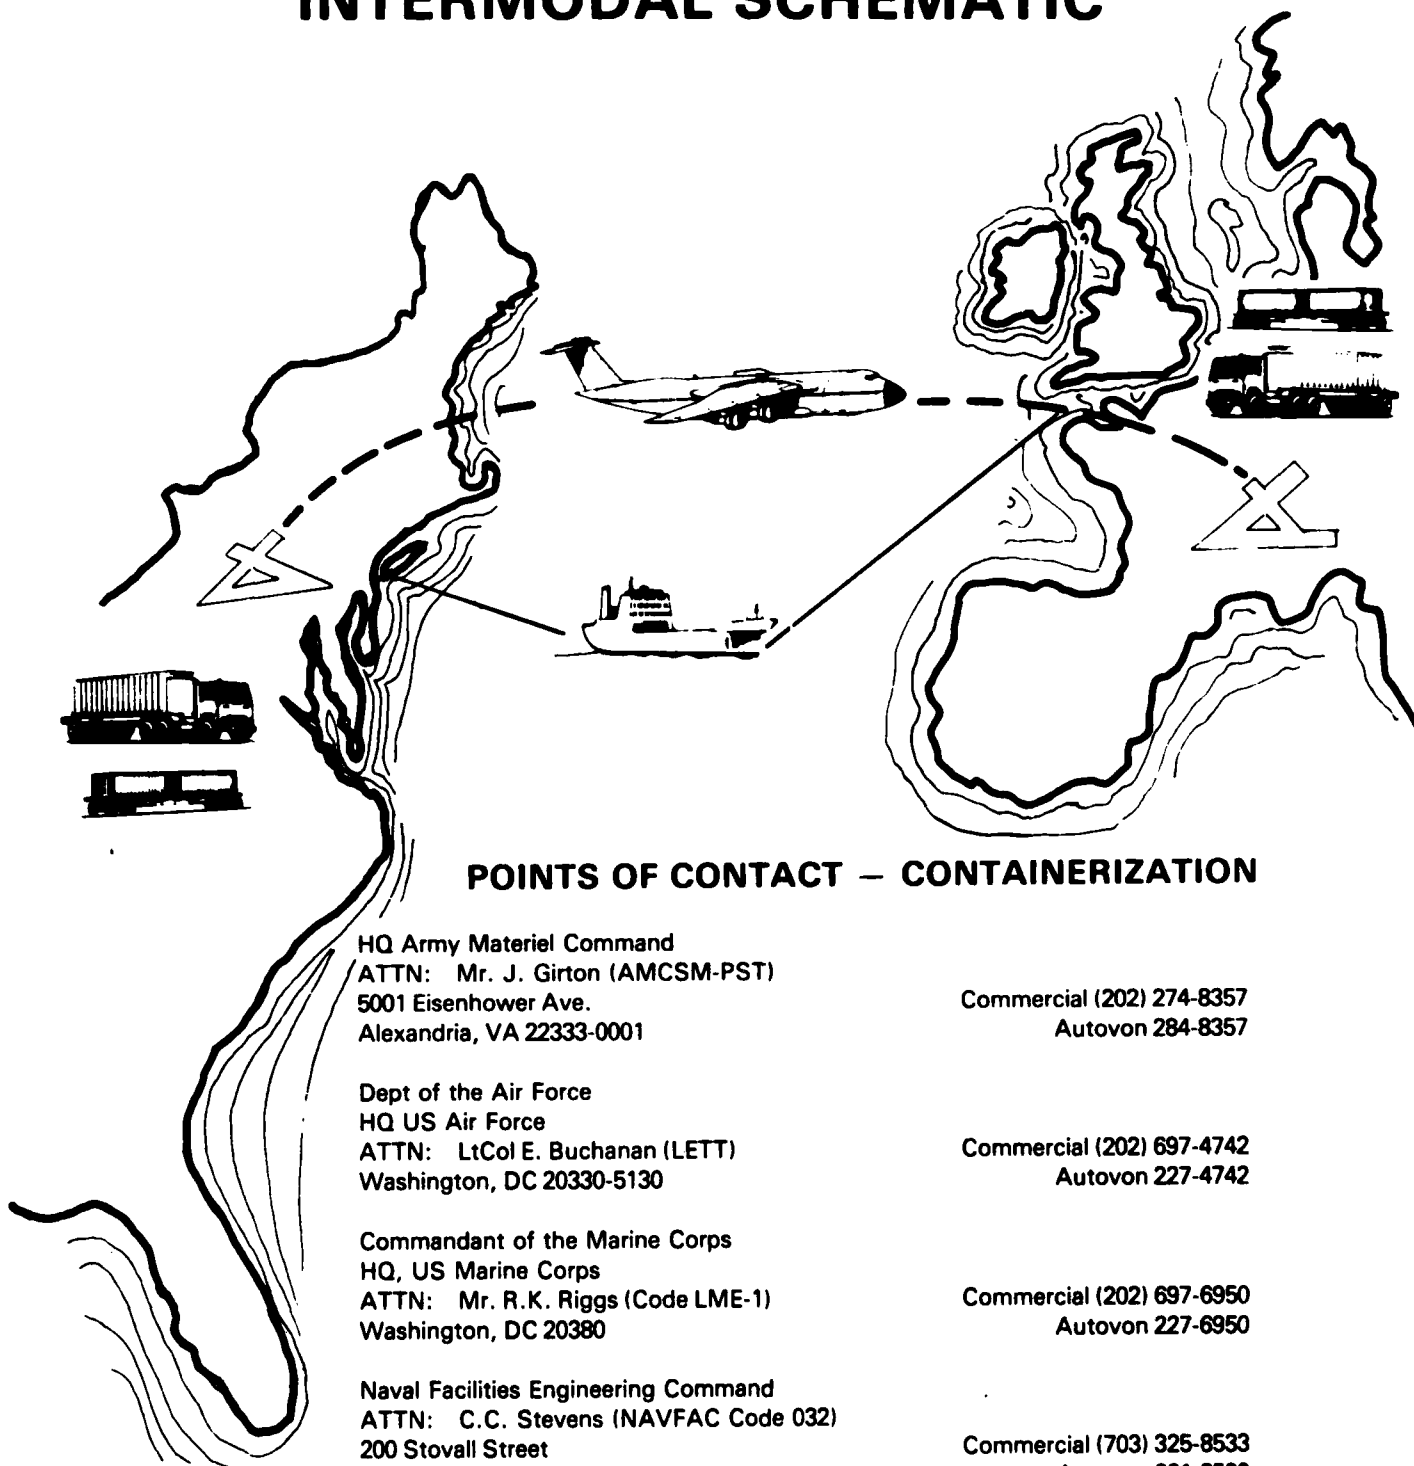 INTERMODAL SCHEMATIC
POINTS OF CONTACT – CONTAINERIZATION
HQ Army Materiel Command
ATTN: Mr. J. Girton (AMCSM-PST)
5001 Eisenhower Ave. Commercial (202) 274-8357
Alexandria, VA 22333-0001 Autovon 284-8357
Dept of the Air Force
HQ US Air Force
ATTN: LtCol E. Buchanan (LETT) Commercial (202) 697-4742
Washington, DC 20330-5130 Autovon 227-4742
Commandant of the Marine Corps
HQ, US Marine Corps
ATTN: Mr. R.K. Riggs (Code LME-1) Commercial (202) 697-6950
Washington, DC 20380 Autovon 227-6950
Naval Facilities Engineering Command
ATTN: C.C. Stevens (NAVFAC Code 032)
200 Stovall Street Commercial (703) 325-8533